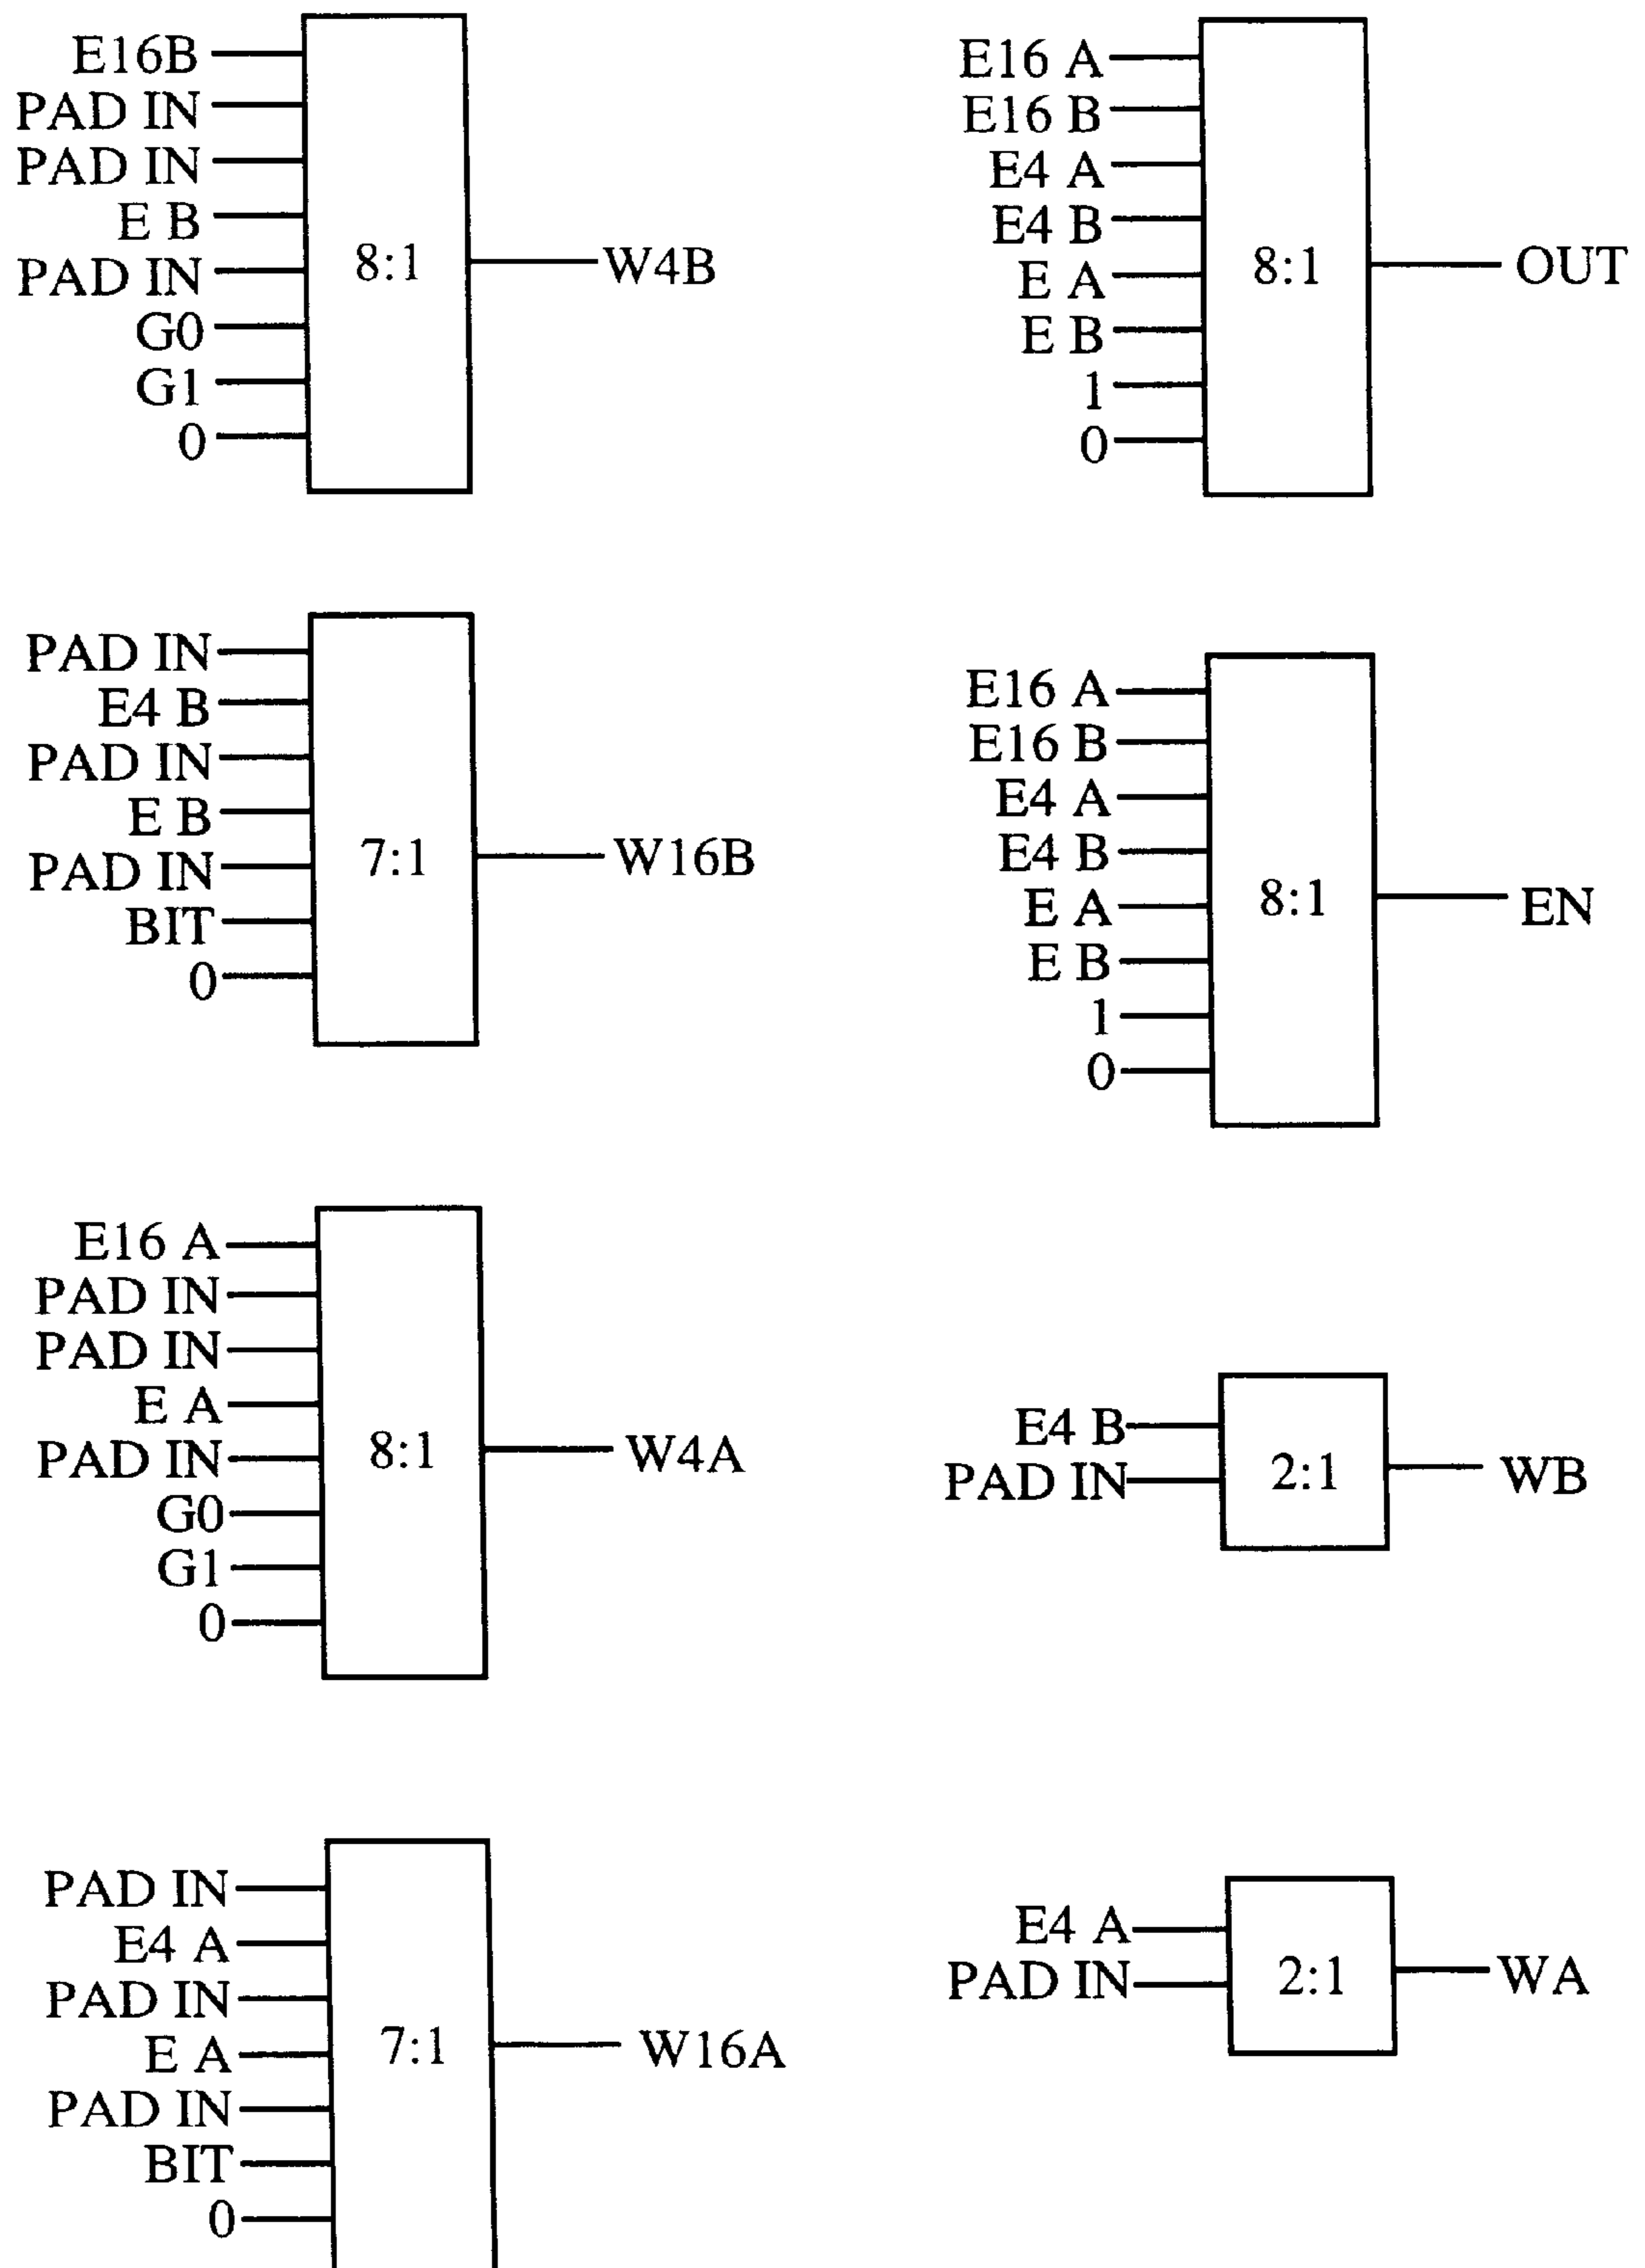 E16B
PAD IN
PAD IN
E B
PAD IN
G0
G1
0
8:1
W4B
E16 A
E16 B
E4 A
E4 B
E A
E B
1
0
8:1
OUT
PAD IN
E4 B
PAD IN
E B
PAD IN
BIT
0
7:1
W16B
E16 A
E16 B
E4 A
E4 B
E A
E B
1
0
8:1
EN
E16 A
PAD IN
PAD IN
E A
PAD IN
G0
G1
0
8:1
W4A
E4 B
PAD IN
2:1
WB
PAD IN
E4 A
PAD IN
E A
PAD IN
BIT
0
7:1
W16A
E4 A
PAD IN
2:1
WA